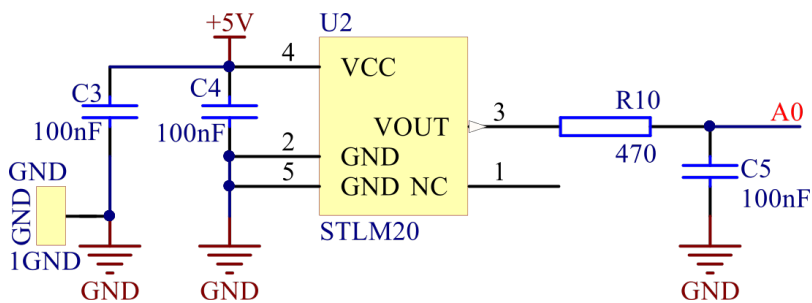 +5V
U2
4
VCC
C3
100nF
C4
100nF
VOUT
3
R10
470
A0
2
GND
5
GND
NC
1
C5
100nF
GND
GND
1GND
STLM20
GND
GND
GND